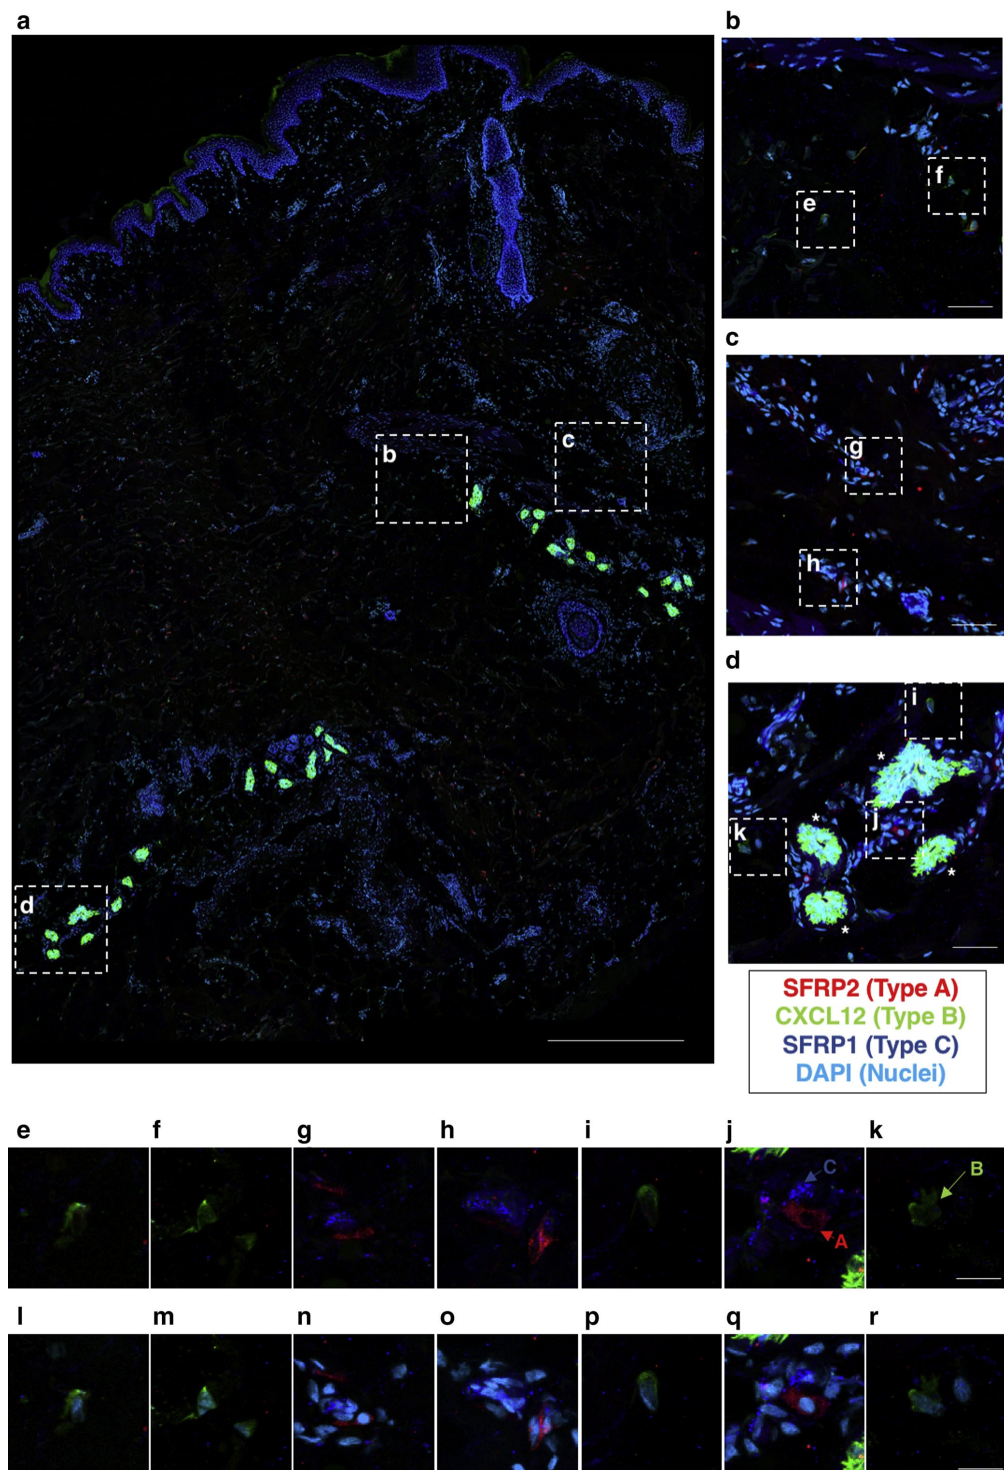 a
b
e
f
c
g
h
b
c
d
i
j
k
*
*
*
*
d
SFRP2 (Type A)
CXCL12 (Type B)
SFRP1 (Type C)
DAPI (Nuclei)
e f g h i j k
C
B
A
l m n o p q r